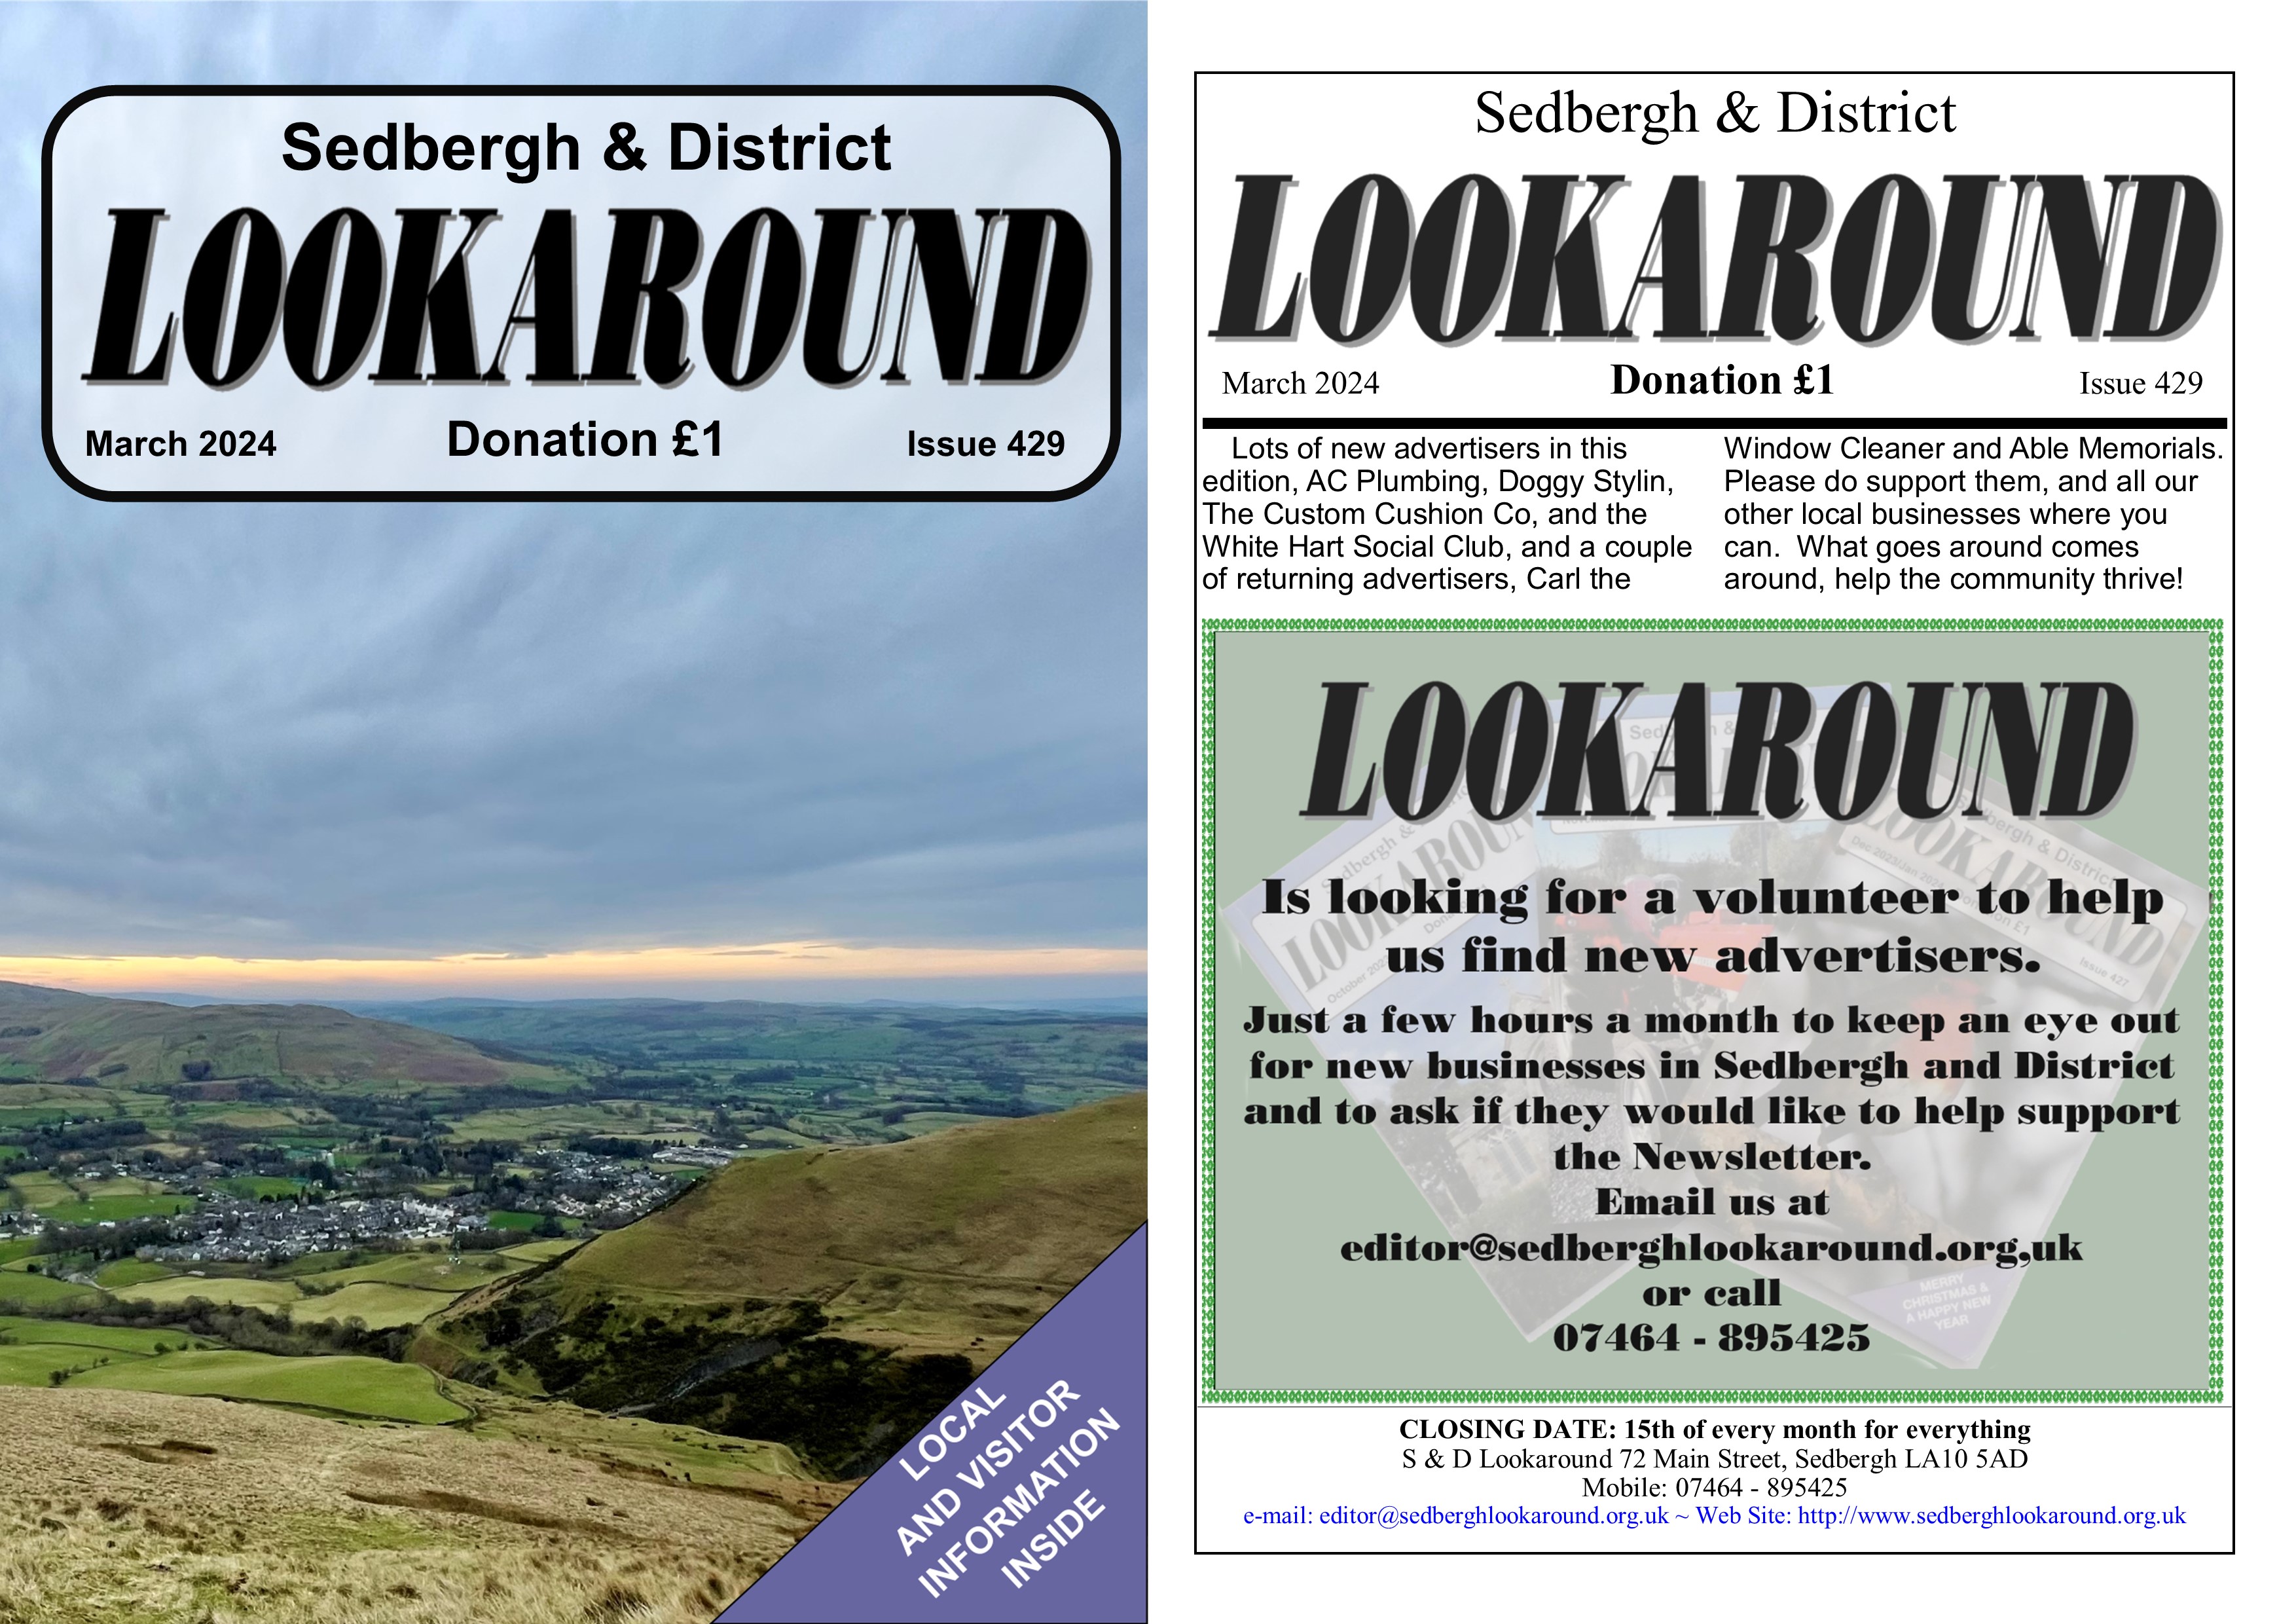 Sedbergh & District
LOOKAROUND
March 2024 Donation £1 Issue 429
LOCAL
AND VISITOR
INFORMATION
INSIDE
Sedbergh & District
LOOKAROUND
March 2024 Donation £1 Issue 429
Lots of new advertisers in this
edition, AC Plumbing, Doggy Stylin,
The Custom Cushion Co, and the
White Hart Social Club, and a couple
of returning advertisers, Carl the
Window Cleaner and Able Memorials.
Please do support them, and all our
other local businesses where you
can.  What goes around comes
around, help the community thrive!
LOOKAROUND
Is looking for a volunteer to help
us find new advertisers.
Just a few hours a month to keep an eye out
for new businesses in Sedbergh and District
and to ask if they would like to help support
the Newsletter.
Email us at
editor@sedberghlookaround.org,uk
or call
07464 - 895425
MERRY
CHRISTMAS &
A HAPPY NEW
YEAR
CLOSING DATE: 15th of every month for everything
S & D Lookaround 72 Main Street, Sedbergh LA10 5AD
Mobile: 07464 - 895425
e-mail: editor@sedberghlookaround.org.uk ~ Web Site: http://www.sedberghlookaround.org.uk